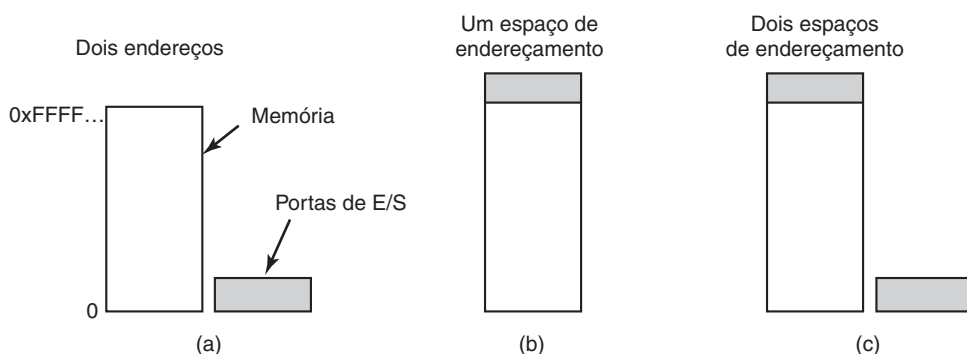 Dois endereços
Um espaço de
endereçamento
Dois espaços
de endereçamento
0xFFFF…
Memória
Portas de E/S
0
(a)
(b)
(c)